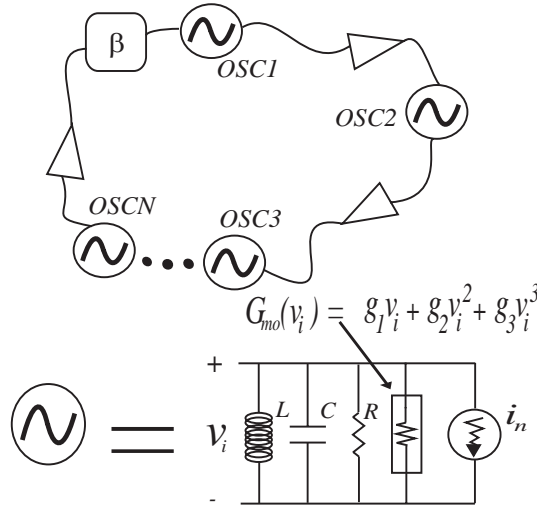 β
OSC1
OSC2
OSCN
OSC3
G_mo(v_i) = g_1v_i + g_2v_i^2 + g_3v_i^3
+
L C R
v_i i_n
-